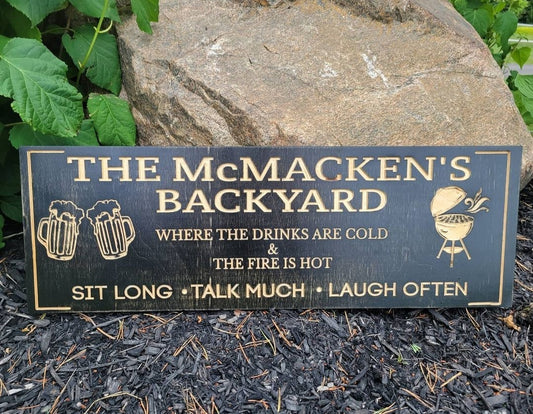 THE McMACKEN'S
BACKYARD
WHERE THE DRINKS ARE COLD
&
THE FIRE IS HOT
SIT LONG • TALK MUCH • LAUGH OFTEN